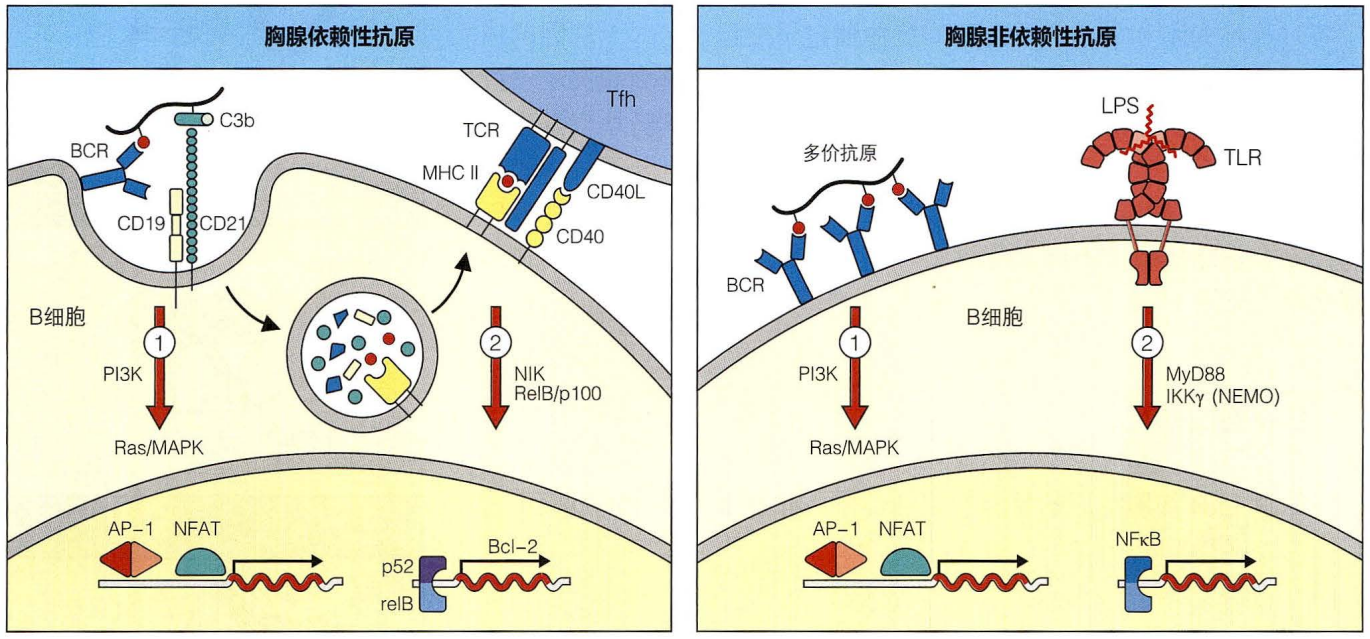 胸腺依赖性抗原
Tfh
C3b
TCR
BCR
MHC II
CD40L
CD19
CD21
CD40
B细胞
1
2
PI3K
NIK
RelB/p100
Ras/MAPK
AP-1
NFAT
Bcl-2
p52
relB
胸腺非依赖性抗原
LPS
多价抗原
TLR
BCR
B细胞
1
2
PI3K
MyD88
IKKγ (NEMO)
Ras/MAPK
AP-1
NFAT
NFκB